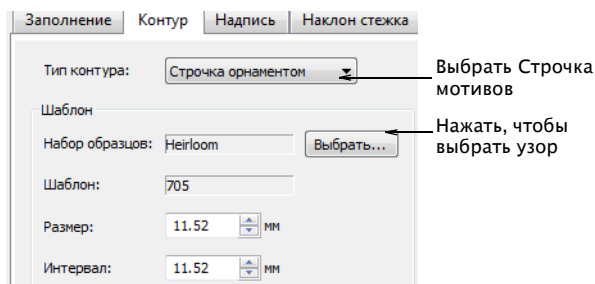 Заполнение Контур Надпись Наклон стежка
Тип контура: Строчка орнаментом
Выбрать Строчка
мотивов
Шаблон
Набор образцов: Heirloom Выбрать...
Нажать, чтобы
выбрать узор
Шаблон: 705
Размер: 11.52 мм
Интервал: 11.52 мм